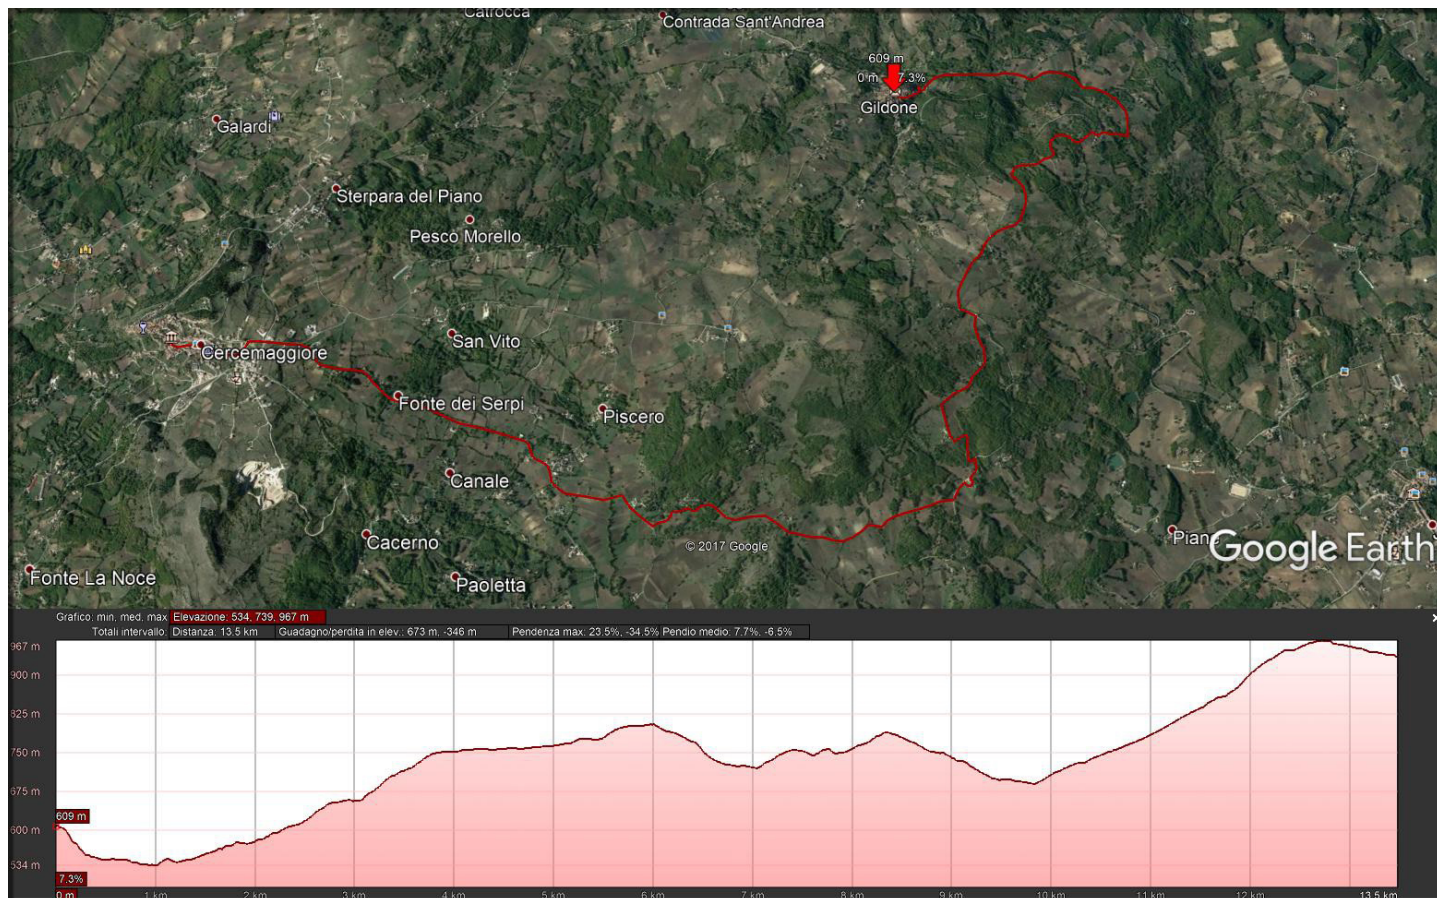 Catrocca
Contrada Sant'Andrea
609 m
0 m 7.3%
Gildone
Galardi
Sterpara del Piano
Pesco Morello
San Vito
Cercemaggiore
Fonte dei Serpi
Piscero
Canale
Cacerno
© 2017 Google
Piana
Google Earth
Fonte La Noce
Paoletta
Grafico: min, med, max Elevazione: 534, 739, 967 m
Totali intervallo: Distanza: 13.5 km Guadagno/perdita in elev.: 673 m, -346 m Pendenza max: 23.5%, -34.5% Pendio medio: 7.7%, -6.5%
967 m
900 m
825 m
750 m
675 m
609 m
600 m
534 m
7.3%
0 m 1 km 2 km 3 km 4 km 5 km 6 km 7 km 8 km 9 km 10 km 11 km 12 km 13.5 km